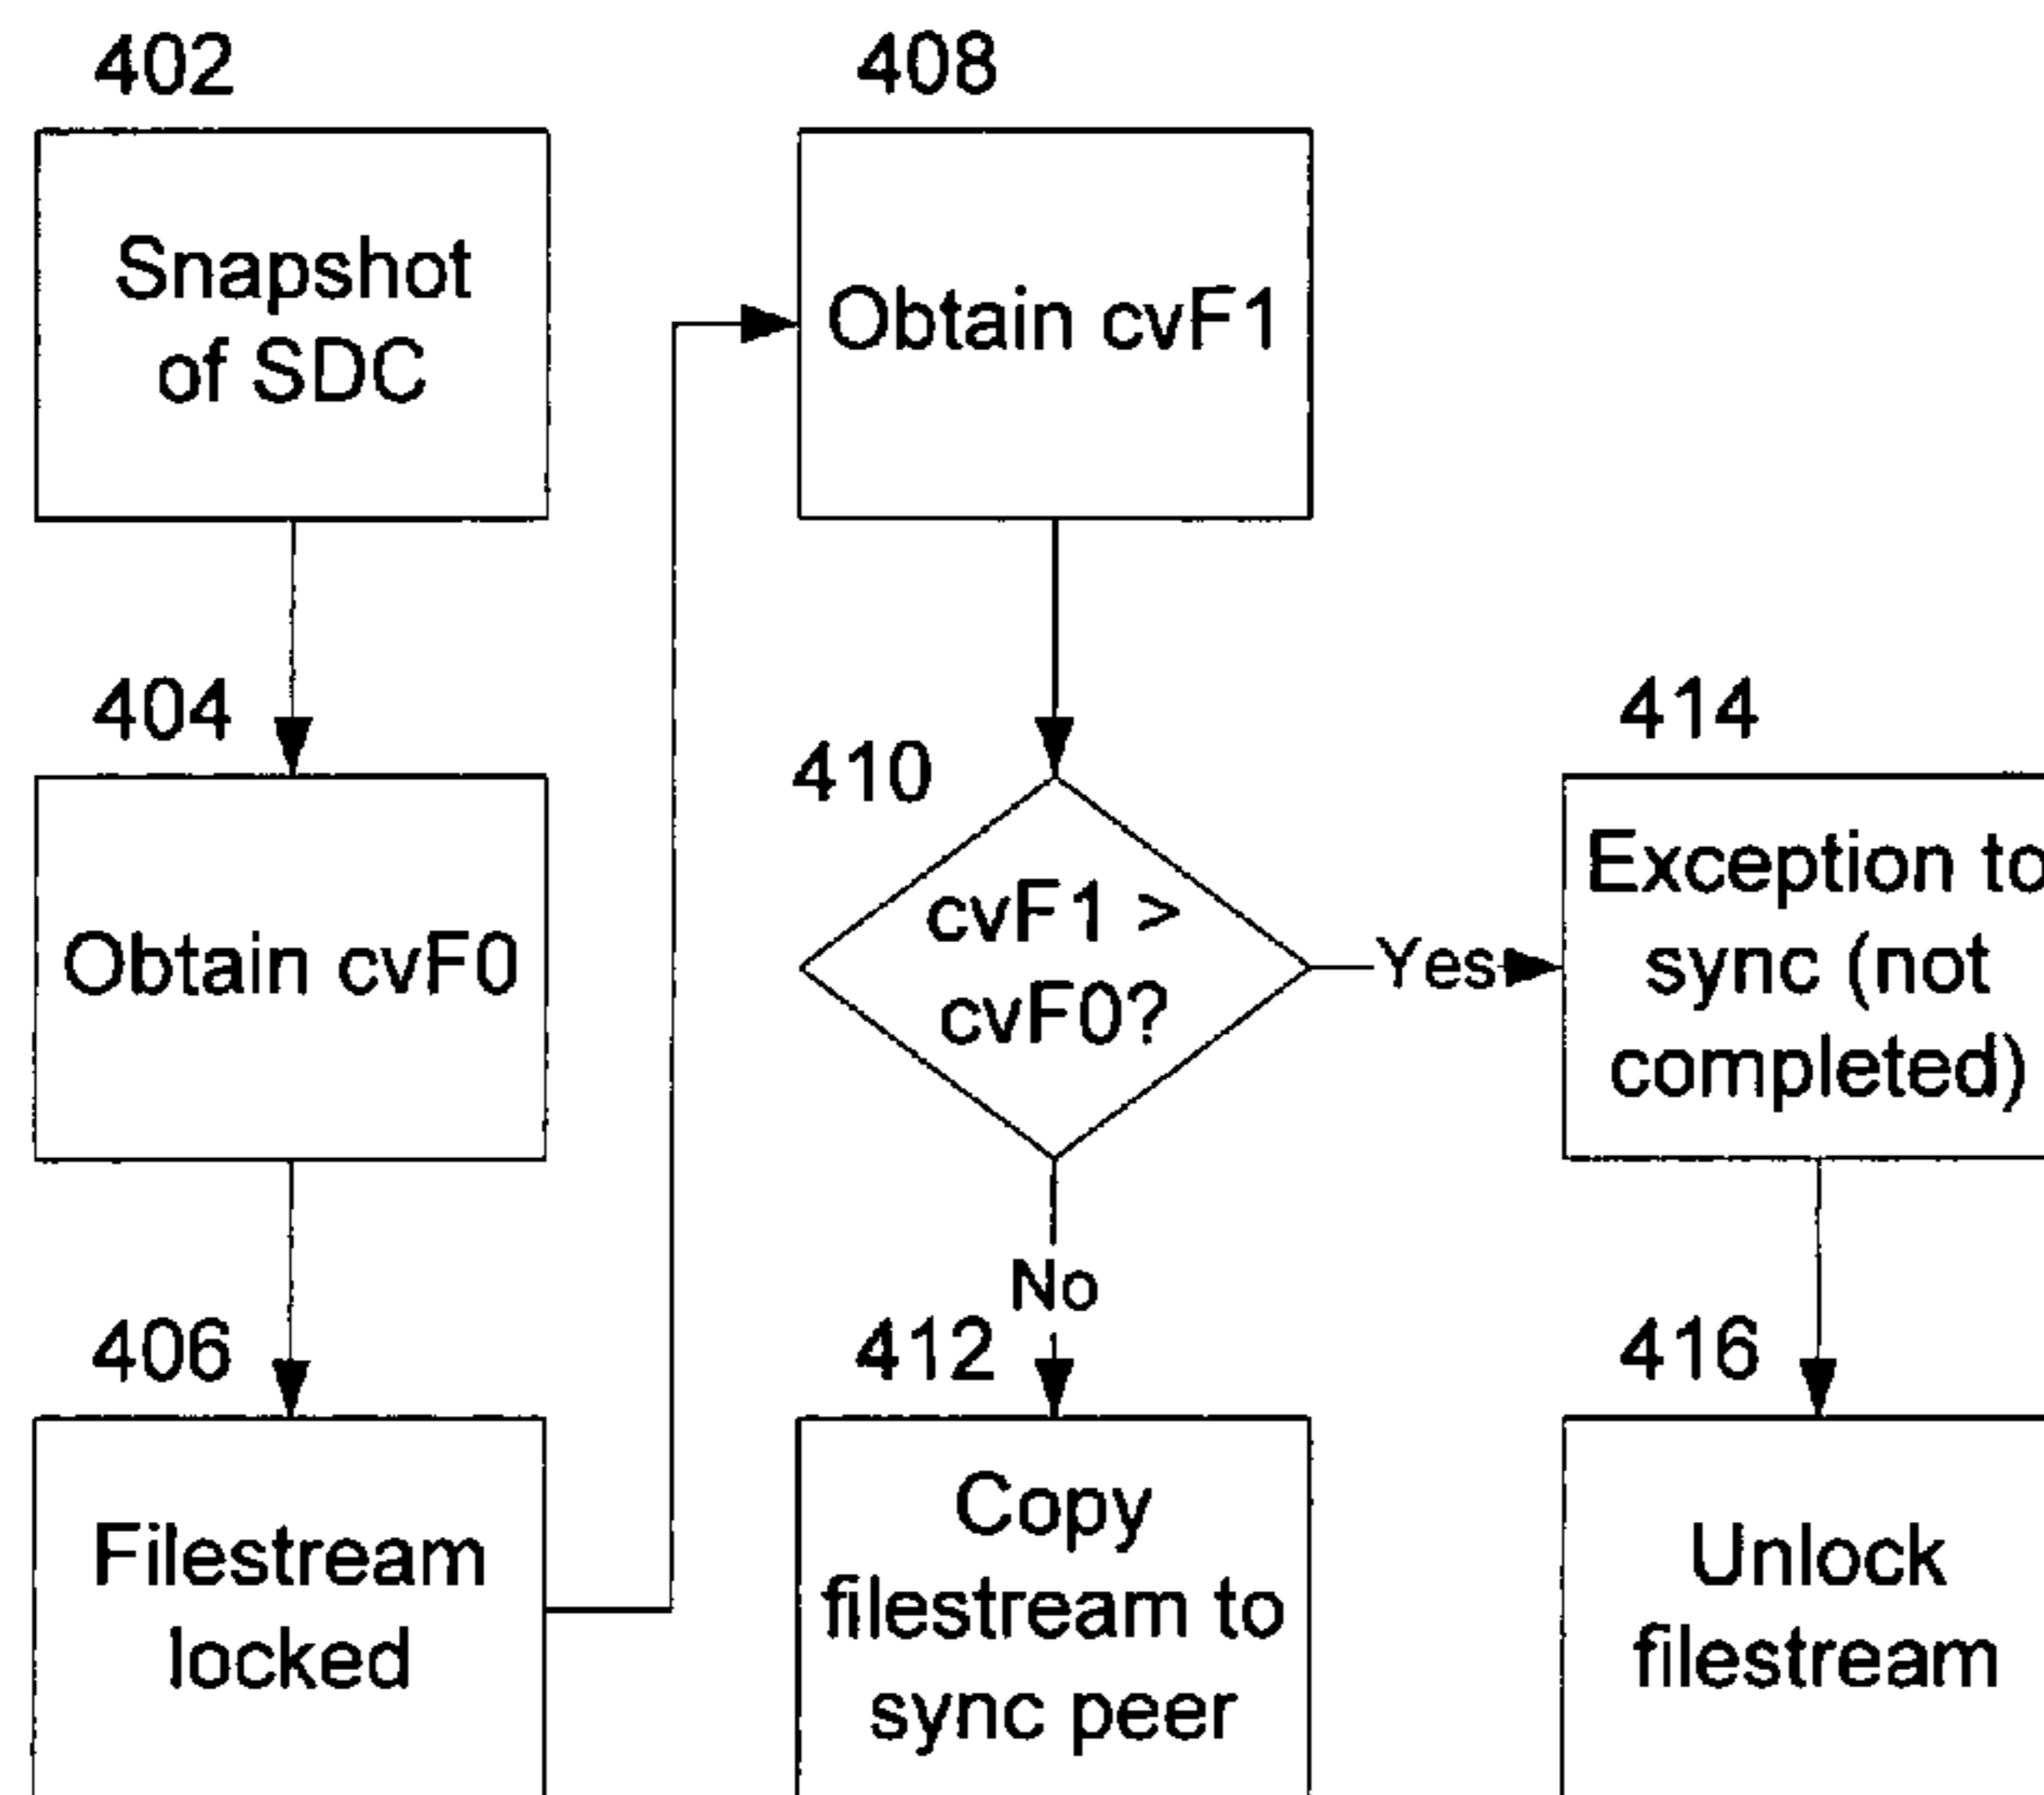 402
Snapshot
of SDC
404
Obtain cvF0
406
Filestream
locked
408
Obtain cvF1
410
cvF1 >
cvF0?
Yes
No
412
Copy
filestream to
sync peer
414
Exception to
sync (not
completed)
416
Unlock
filestream